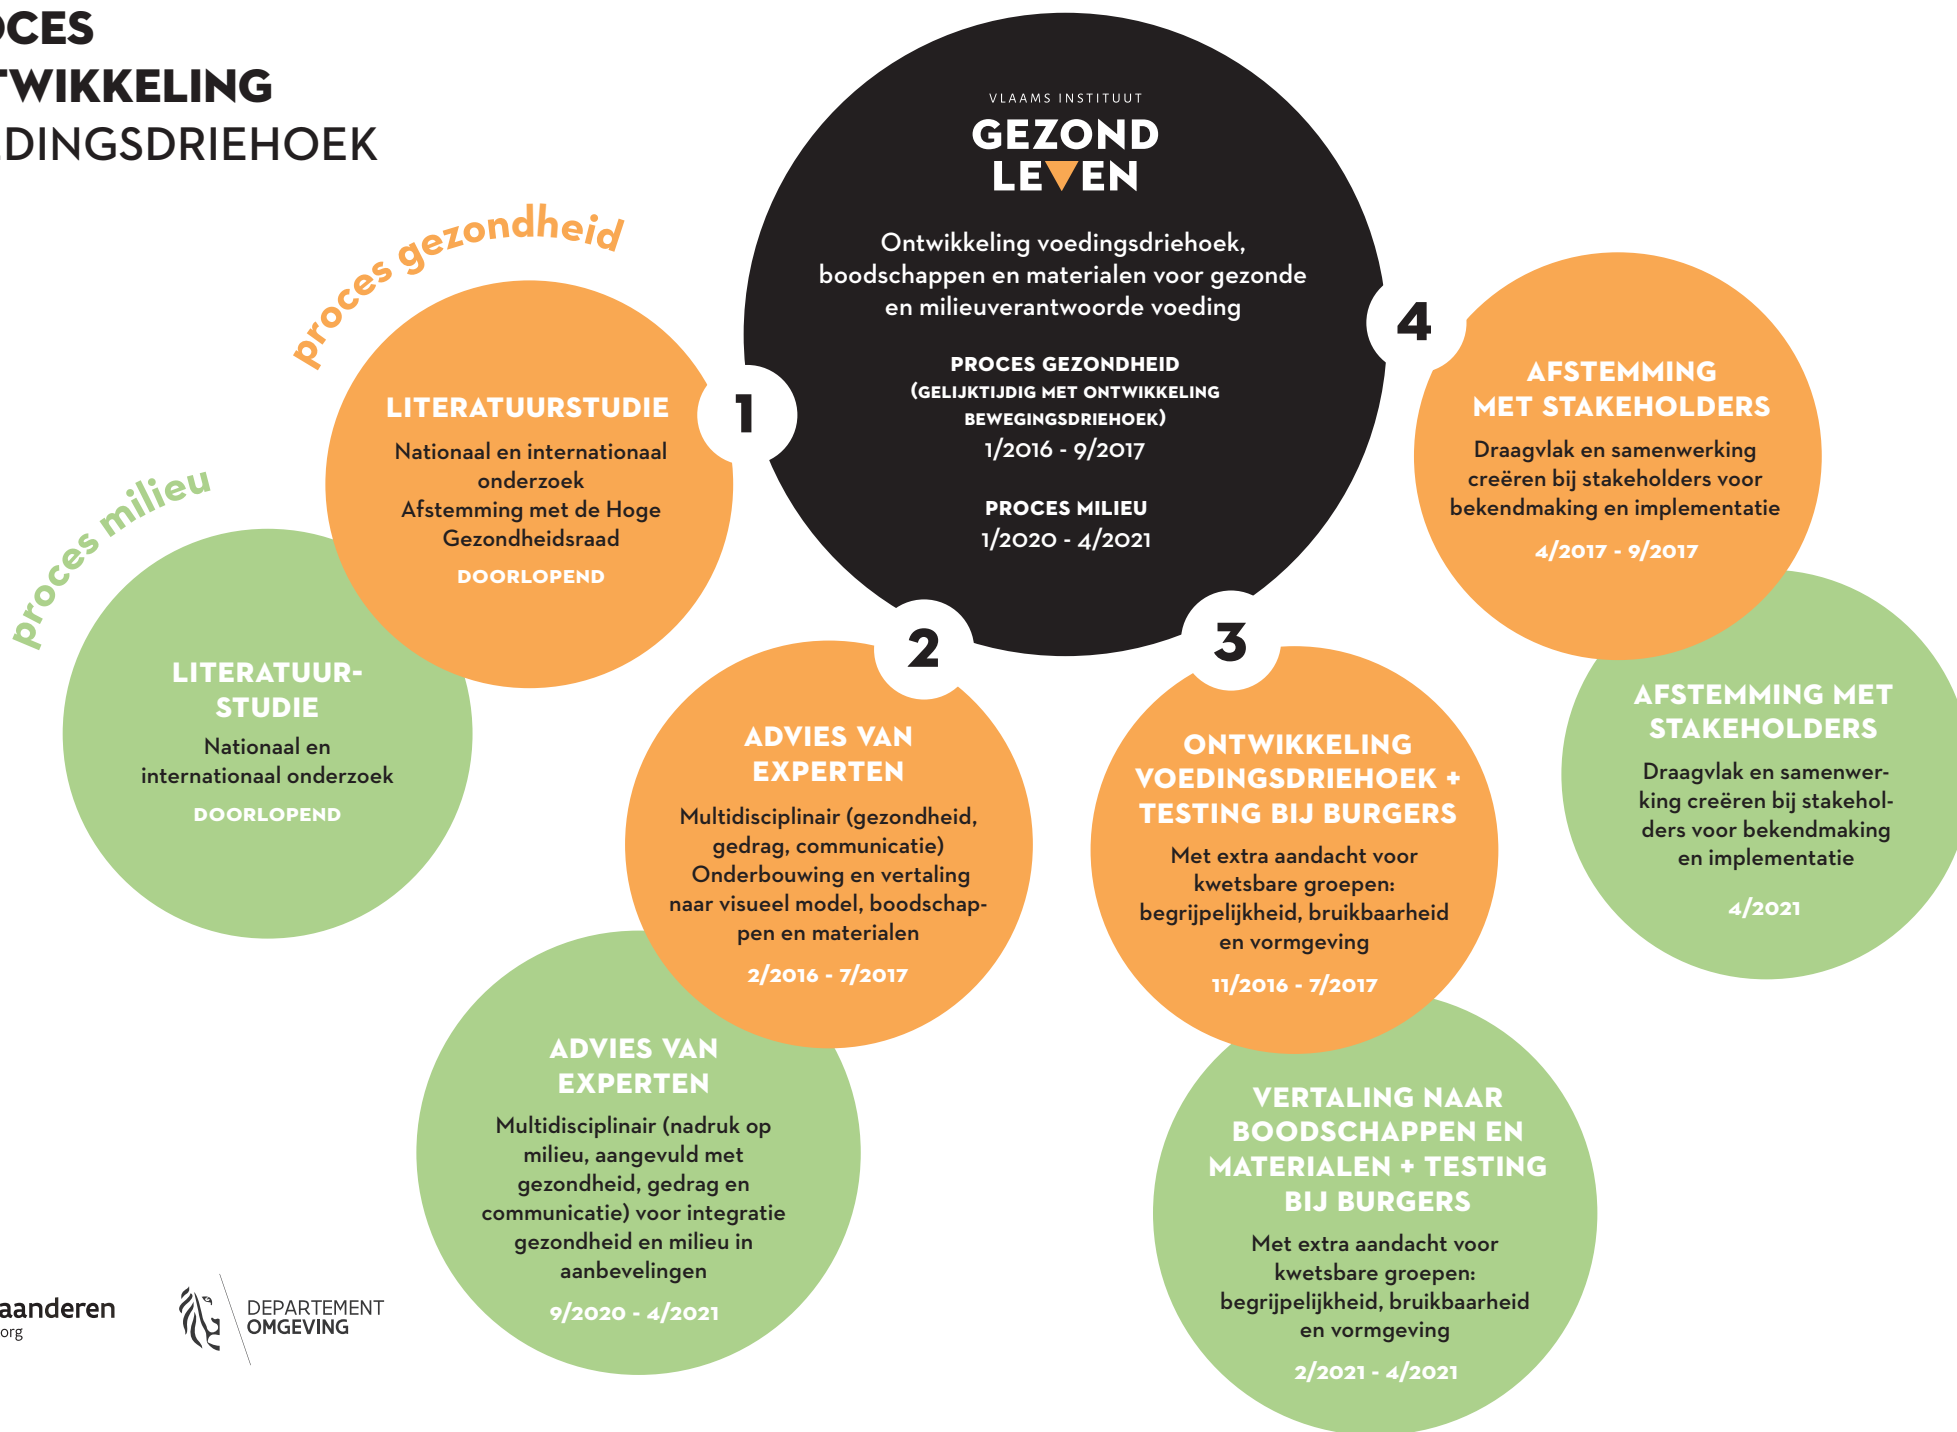 OCES
TWIKKELING
EDINGSDRIEHOEK
VLAAMS INSTITUUT
GEZOND
LEVEN
Ontwikkeling voedingsdriehoek,
boodschappen en materialen voor gezonde
en milieuverantwoorde voeding
PROCES GEZONDHEID
(GELIJKTIJDIG MET ONTWIKKELING
BEWEGINGSDRIEHOEK)
1/2016 - 9/2017
PROCES MILIEU
1/2020 - 4/2021
proces gezondheid
1
LITERATUURSTUDIE
Nationaal en internationaal
onderzoek
Afstemming met de Hoge
Gezondheidsraad
DOORLOPEND
proces milieu
LITERATUUR-
STUDIE
Nationaal en
internationaal onderzoek
DOORLOPEND
2
ADVIES VAN
EXPERTEN
Multidisciplinair (gezondheid,
gedrag, communicatie)
Onderbouwing en vertaling
naar visueel model, boodschap-
pen en materialen
2/2016 - 7/2017
ADVIES VAN
EXPERTEN
Multidisciplinair (nadruk op
milieu, aangevuld met
gezondheid, gedrag en
communicatie) voor integratie
gezondheid en milieu in
aanbevelingen
9/2020 - 4/2021
3
ONTWIKKELING
VOEDINGSDRIEHOEK +
TESTING BIJ BURGERS
Met extra aandacht voor
kwetsbare groepen:
begrijpelijkheid, bruikbaarheid
en vormgeving
11/2016 - 7/2017
VERTALING NAAR
BOODSCHAPPEN EN
MATERIALEN + TESTING
BIJ BURGERS
Met extra aandacht voor
kwetsbare groepen:
begrijpelijkheid, bruikbaarheid
en vormgeving
2/2021 - 4/2021
4
AFSTEMMING
MET STAKEHOLDERS
Draagvlak en samenwerking
creëren bij stakeholders voor
bekendmaking en implementatie
4/2017 - 9/2017
AFSTEMMING MET
STAKEHOLDERS
Draagvlak en samenwer-
king creëren bij stakehol-
ders voor bekendmaking
en implementatie
4/2021
aanderen
org
DEPARTEMENT
OMGEVING